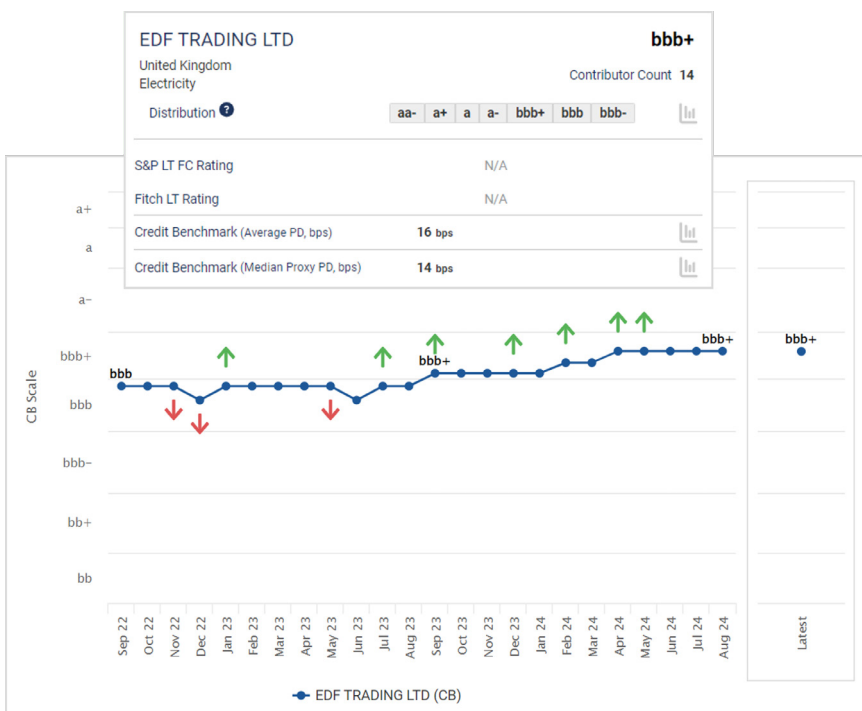 EDF TRADING LTD bbb+
United Kingdom
Electricity
Contributor Count 14
Distribution ? aa- a+ a a- bbb+ bbb bbb-
S&P LT FC Rating N/A
Fitch LT Rating N/A
Credit Benchmark (Average PD, bps) 16 bps
Credit Benchmark (Median Proxy PD, bps) 14 bps
CB Scale
a+
a
a-
bbb+
bbb
bbb-
bb+
bb
bbb
bbb+
bbb+
bbb+
Sep 22
Oct 22
Nov 22
Dec 22
Jan 23
Feb 23
Mar 23
Apr 23
May 23
Jun 23
Jul 23
Aug 23
Sep 23
Oct 23
Nov 23
Dec 23
Jan 24
Feb 24
Mar 24
Apr 24
May 24
Jun 24
Jul 24
Aug 24
Latest
EDF TRADING LTD (CB)